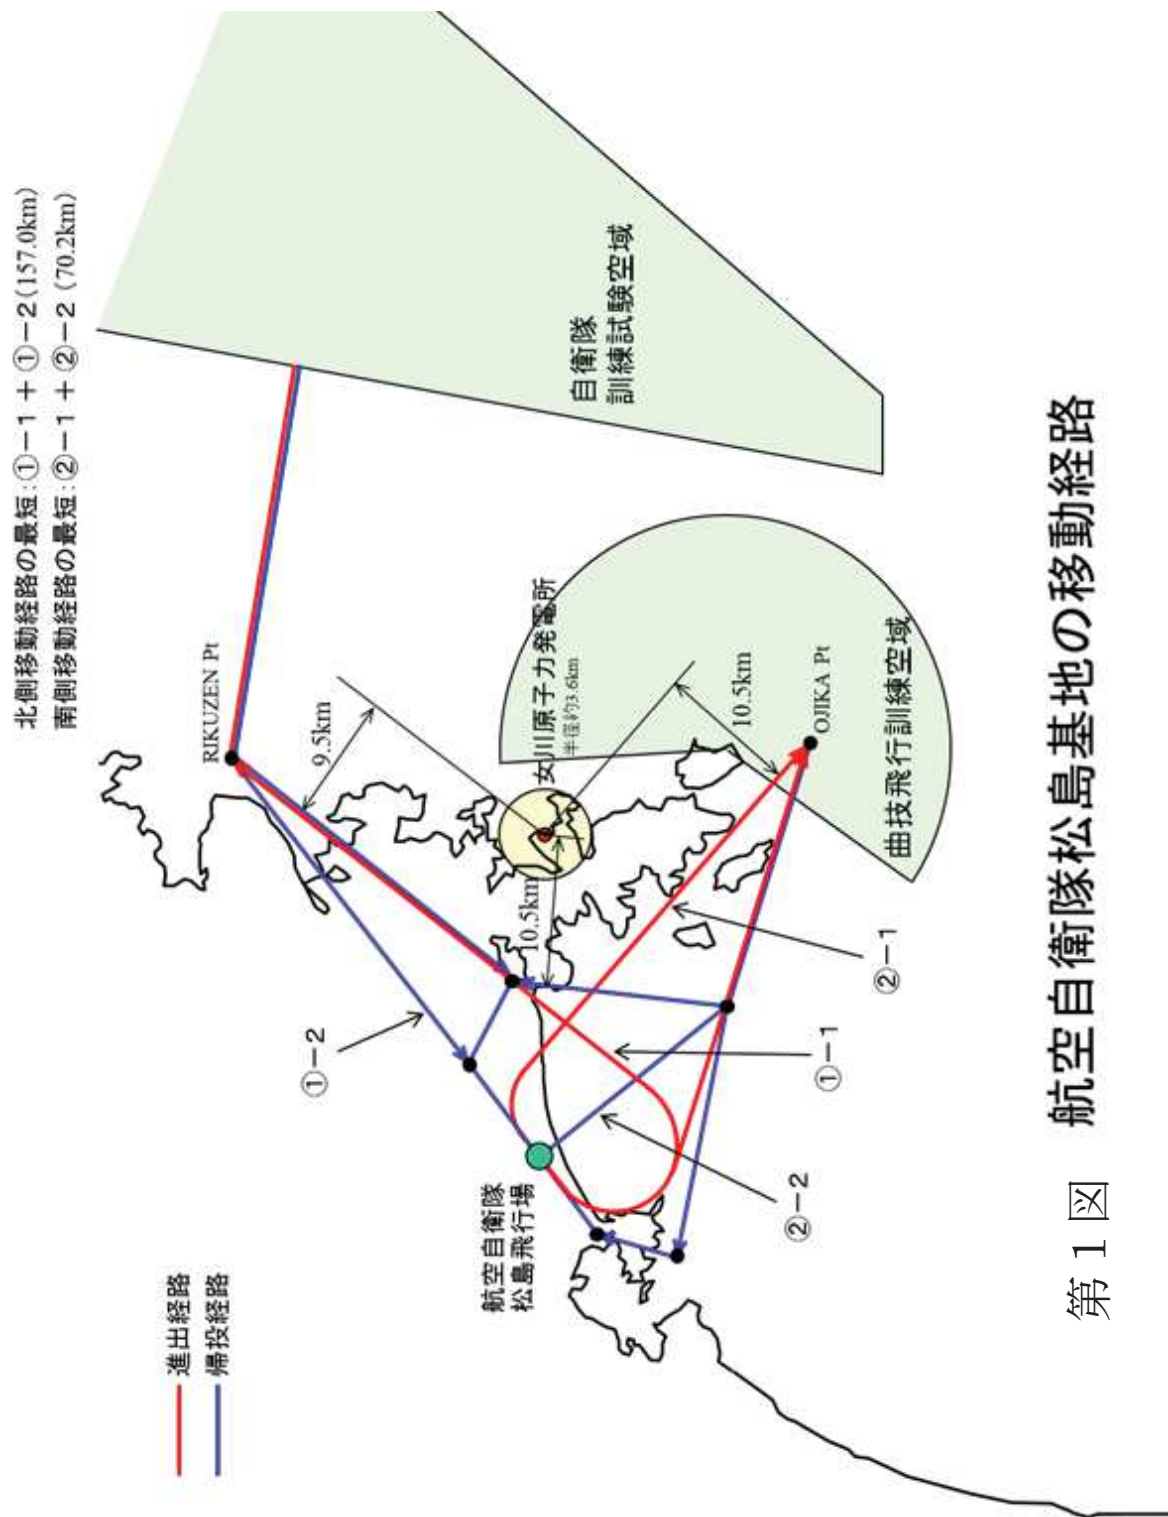 北側移動経路の最短:①-1 + ①-2(157.0km)
南側移動経路の最短:②-1 + ②-2 (70.2km)
進出経路
帰投経路
RIKUZEN Pt
9.5km
①-2
自衛隊
訓練試験空域
女川原子力発電所
半径約3.6km
10.5km
航空自衛隊
松島飛行場
10.5km
OJIKA Pt
①-1
②-1
②-2
曲技飛行訓練空域
第1図 航空自衛隊松島基地の移動経路